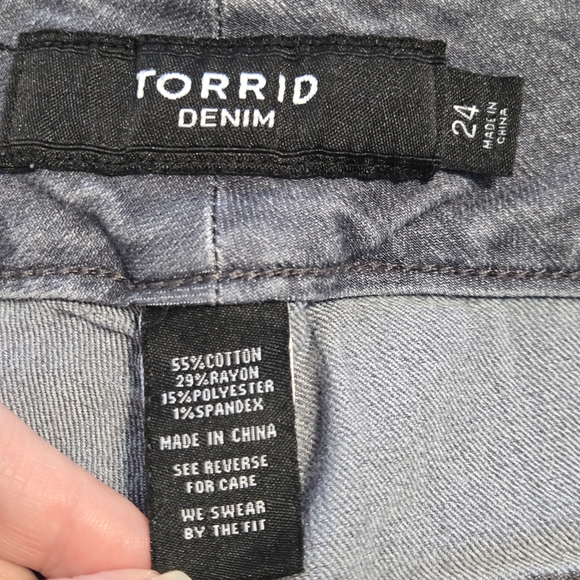 TORRID
DENIM
24
MADE IN
CHINA
55%COTTON
29%RAYON
15%POLYESTER
1%SPANDEX
MADE IN CHINA
SEE REVERSE
FOR CARE
WE SWEAR
BY THE FIT